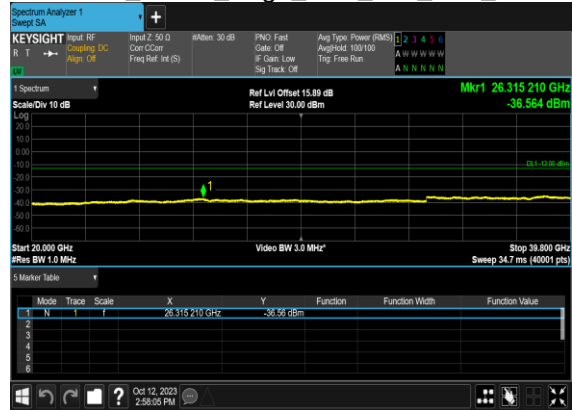 Spectrum Analyzer 1
Swept SA
+
KEYSIGHT Input: RF Input Z: 50 Ω #Atten: 30 dB PNO: Fast Avg Type: Power (RMS) 1 2 3 4 5 6
R T Coupling: DC Corr CCorr Gate: Off Avg|Hold: 100/100 A W W W W W
Align: Off Freq Ref: Int (S) IF Gain: Low Trig: Free Run
Sig Track: Off A N N N N N
1 Spectrum Ref Lvl Offset 15.89 dB Mkr1 26.315 210 GHz
Scale/Div 10 dB Ref Level 30.00 dBm -36.564 dBm
Log
20.0
10.0
0.00
-10.0 DL1 -13.00 dBm
-20.0
-30.0 1
-40.0
-50.0
-60.0
Start 20.000 GHz Video BW 3.0 MHz* Stop 39.800 GHz
#Res BW 1.0 MHz Sweep 34.7 ms (40001 pts)
5 Marker Table
Mode Trace Scale X Y Function Function Width Function Value
1 N 1 f 26.315 210 GHz -36.56 dBm
2
3
4
5
6
? Oct 12, 2023
2:58:05 PM